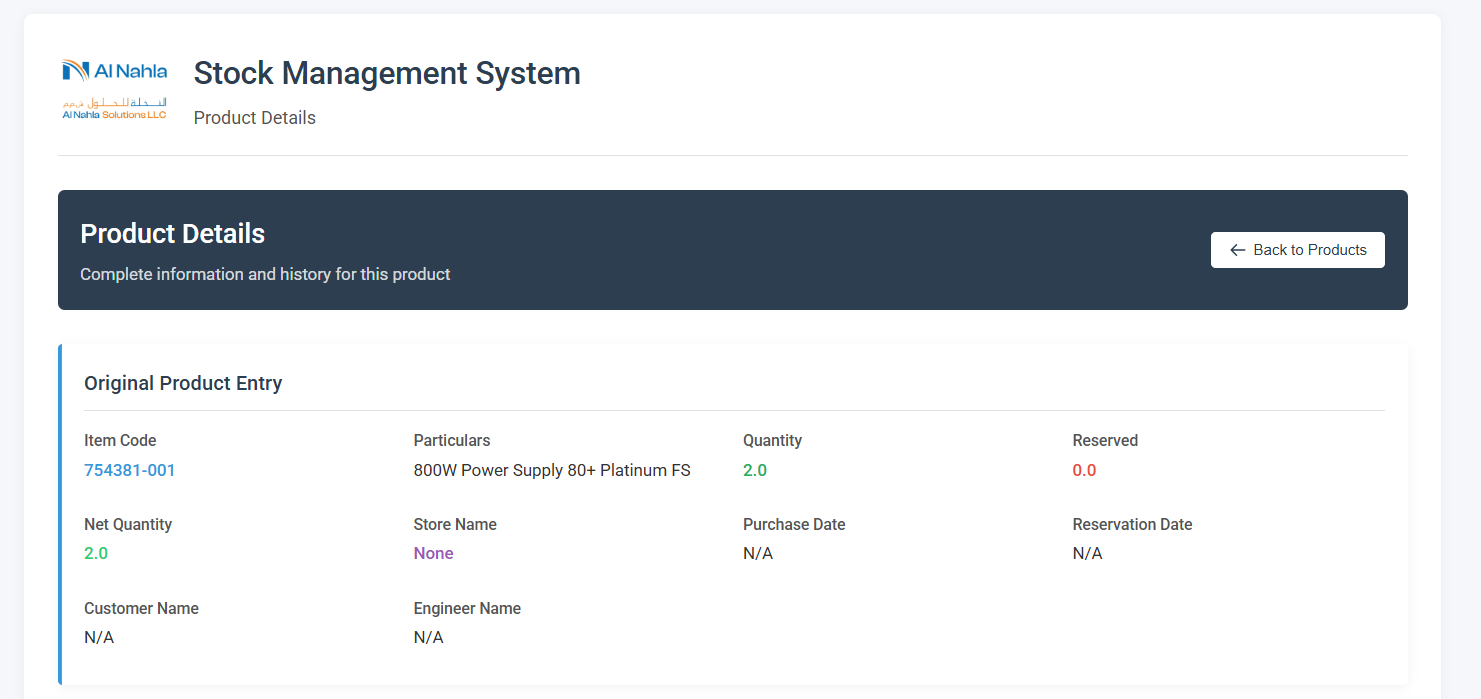 Al Nahla
النحلة للحلول ش.م.م
Al Nahla Solutions LLC
Stock Management System
Product Details
Product Details
Complete information and history for this product
← Back to Products
Original Product Entry
Item Code Particulars Quantity Reserved
754381-001 800W Power Supply 80+ Platinum FS 2.0 0.0
Net Quantity Store Name Purchase Date Reservation Date
2.0 None N/A N/A
Customer Name Engineer Name
N/A N/A